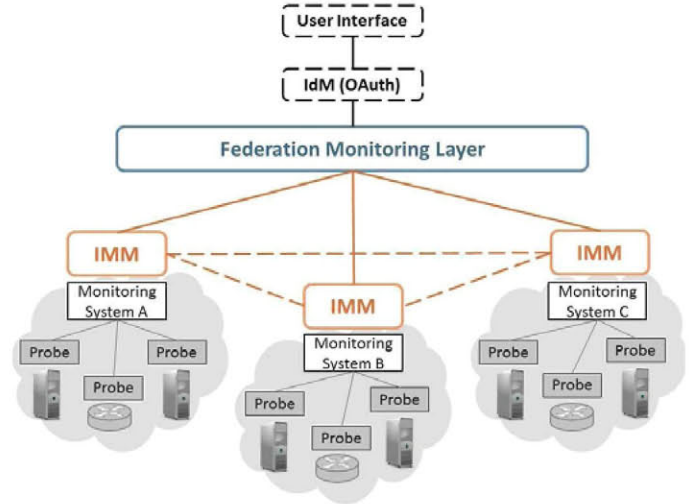 User Interface
IdM (OAuth)
Federation Monitoring Layer
IMM
IMM
IMM
Monitoring
System A
Monitoring
System B
Monitoring
System C
Probe
Probe
Probe
Probe
Probe
Probe
Probe
Probe
Probe